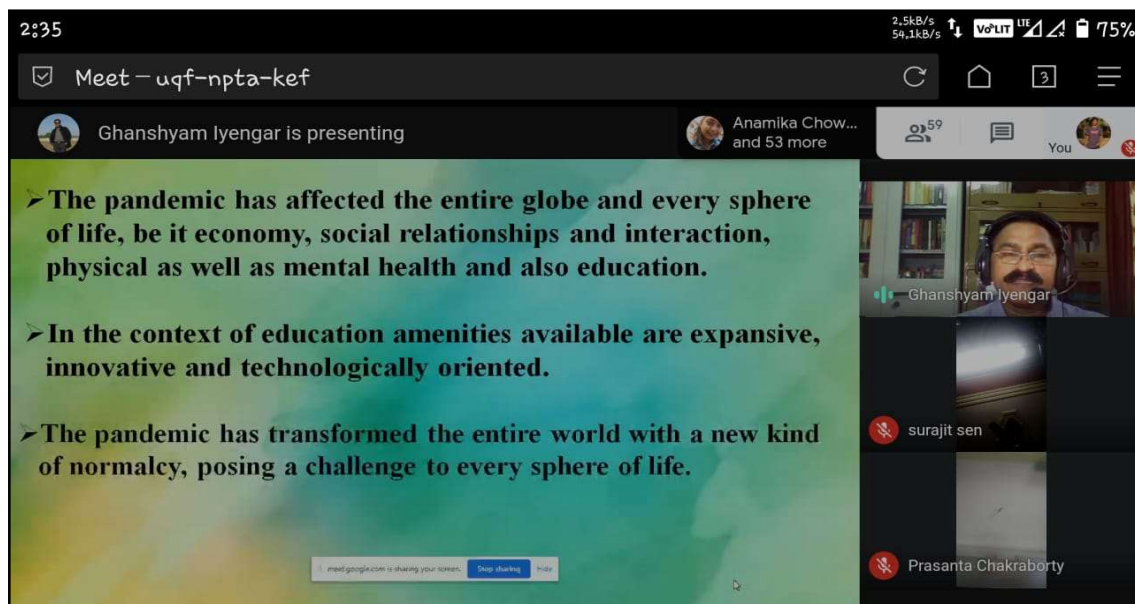 2:35
2.5kB/s
54.1kB/s
VoLTE LTE
75%
Meet – uqf-npta-kef
3
Ghanshyam Iyengar is presenting
Anamika Chow...
and 53 more
59
You
➢The pandemic has affected the entire globe and every sphere
of life, be it economy, social relationships and interaction,
physical as well as mental health and also education.
➢In the context of education amenities available are expansive,
innovative and technologically oriented.
➢The pandemic has transformed the entire world with a new kind
of normalcy, posing a challenge to every sphere of life.
Ghanshyam Iyengar
surajit sen
Prasanta Chakraborty
meet.google.com is sharing your screen.
Stop sharing
Hide